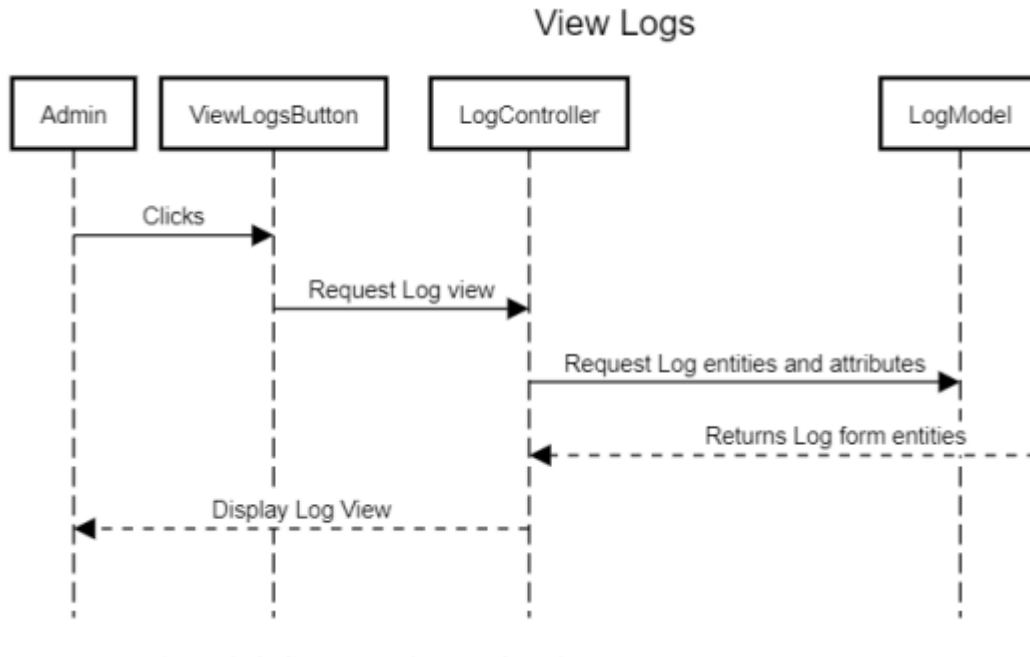 View Logs
Admin
ViewLogsButton
LogController
LogModel
Clicks
Request Log view
Request Log entities and attributes
Returns Log form entities
Display Log View